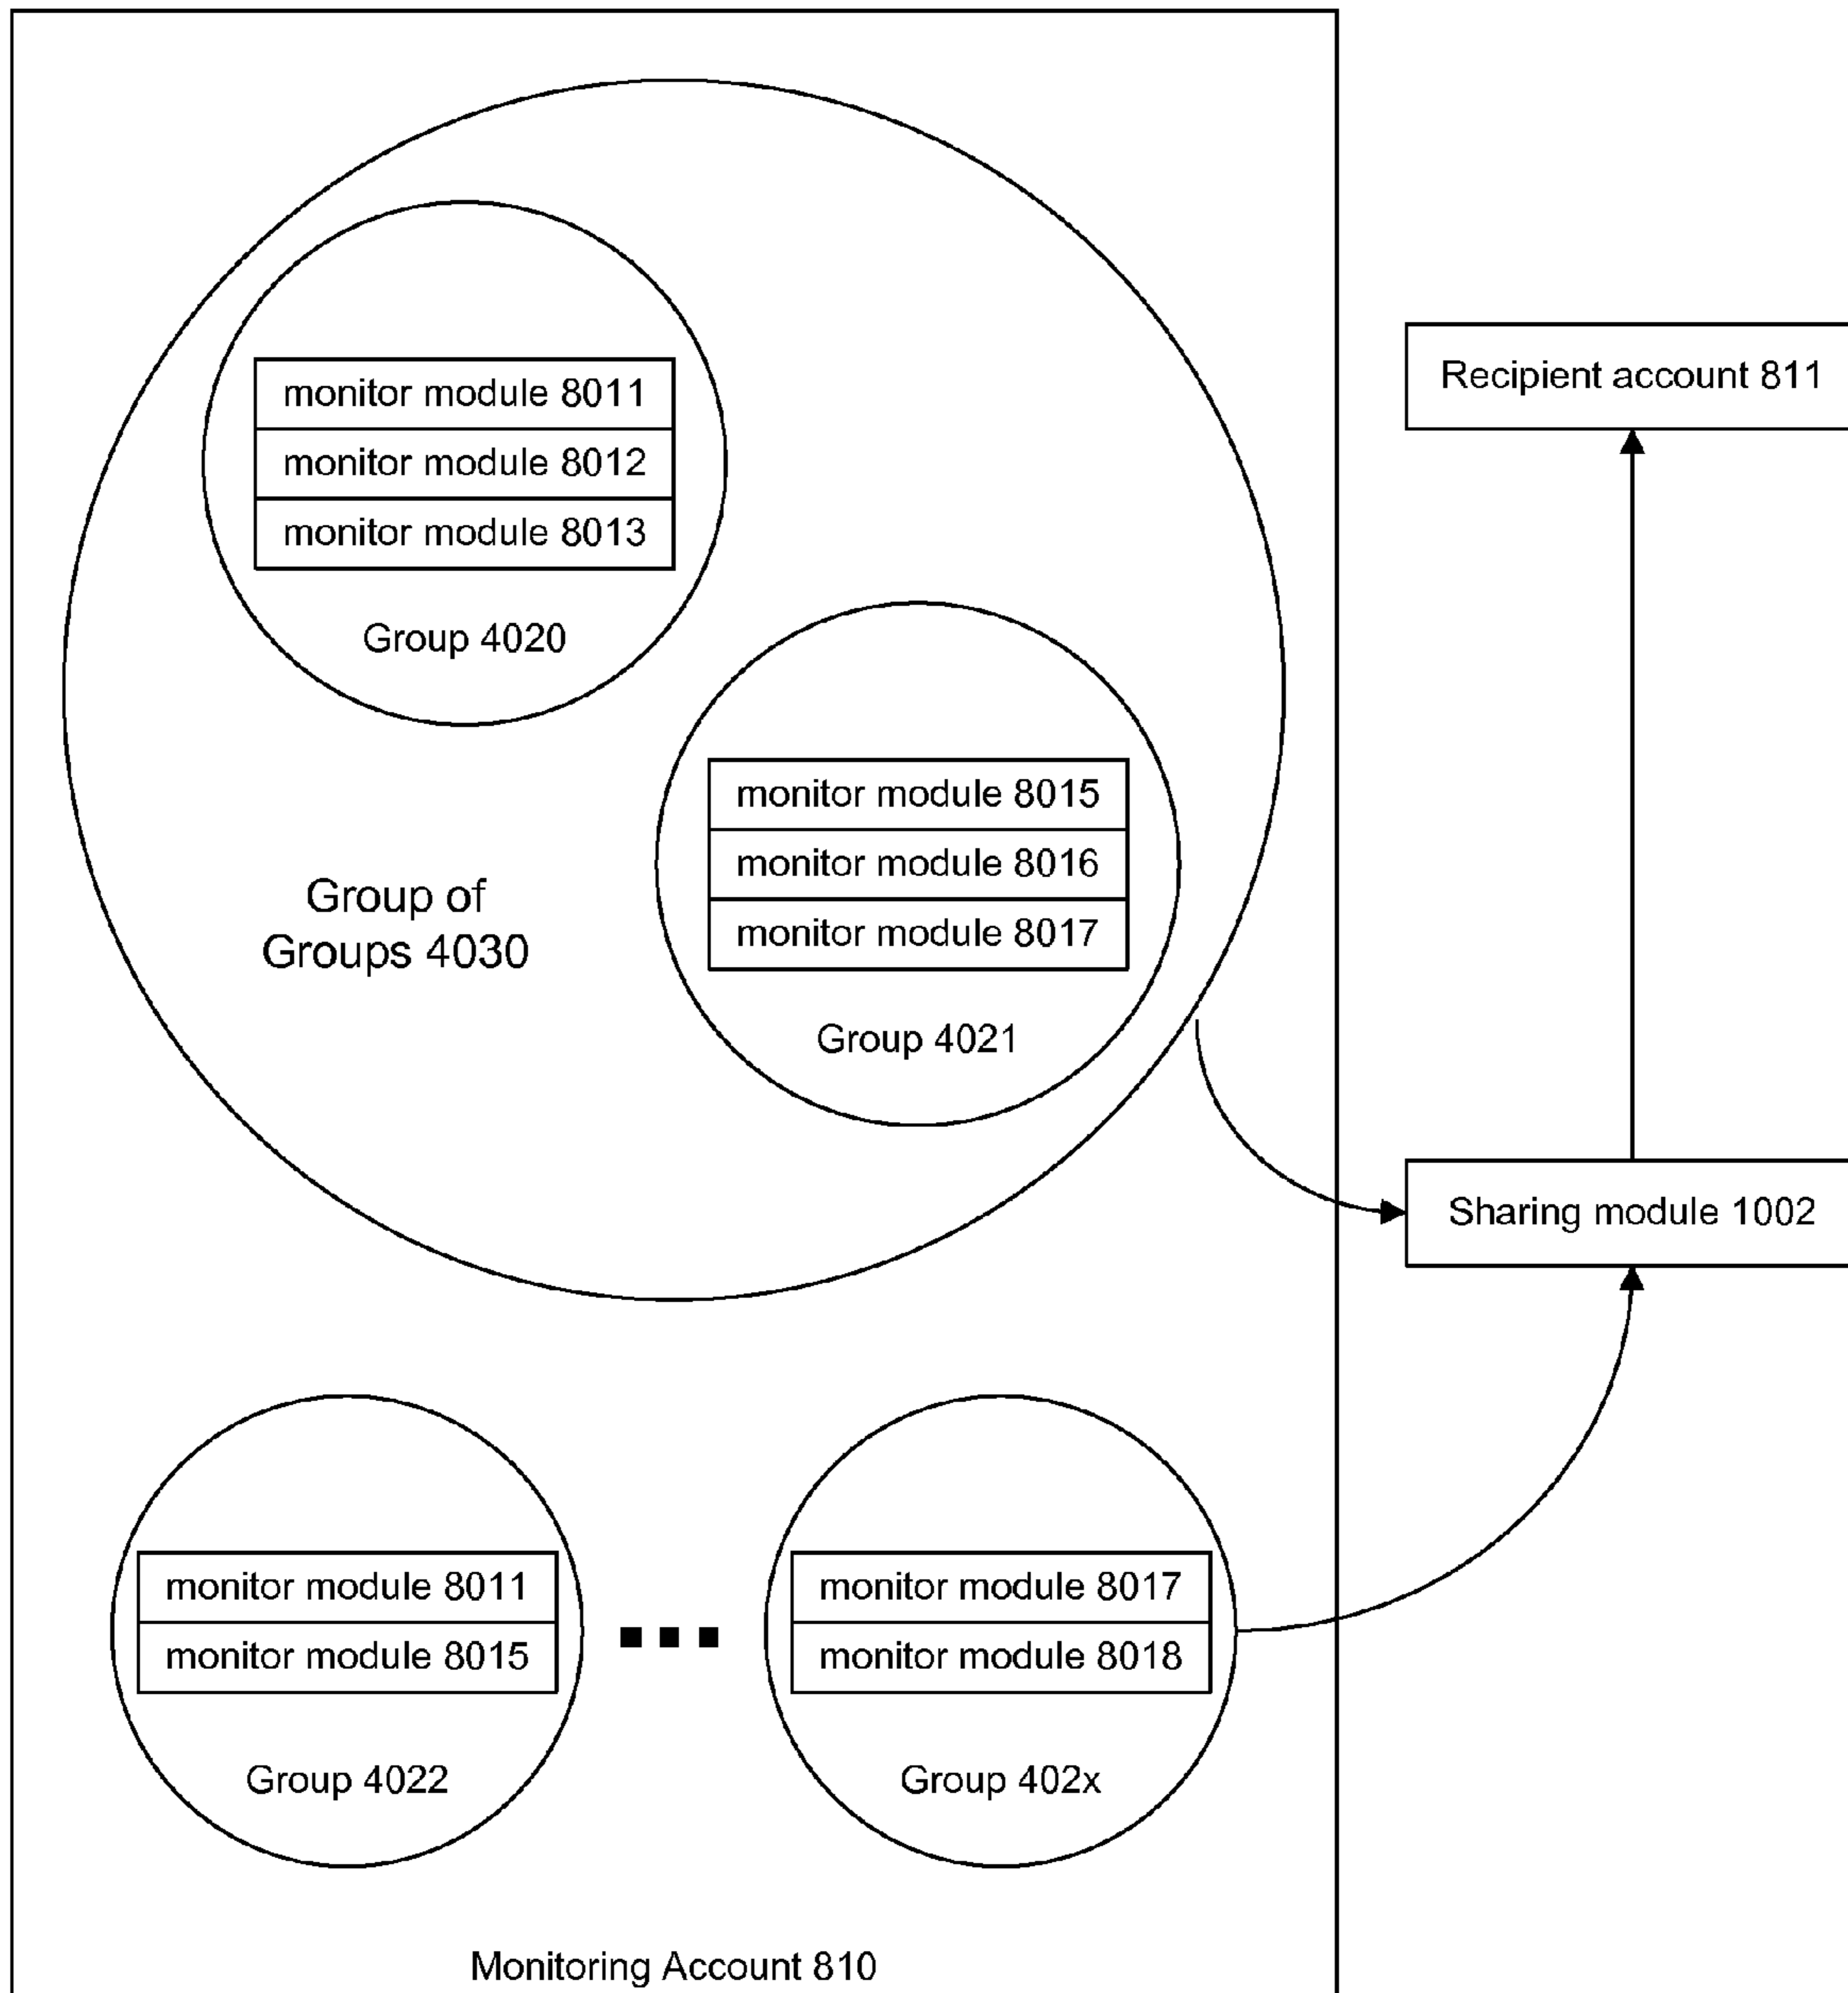 monitor module 8011
monitor module 8012
monitor module 8013
Group 4020
Recipient account 811
monitor module 8015
monitor module 8016
monitor module 8017
Group 4021
Group of
Groups 4030
Sharing module 1002
monitor module 8011
monitor module 8015
Group 4022
monitor module 8017
monitor module 8018
Group 402x
Monitoring Account 810